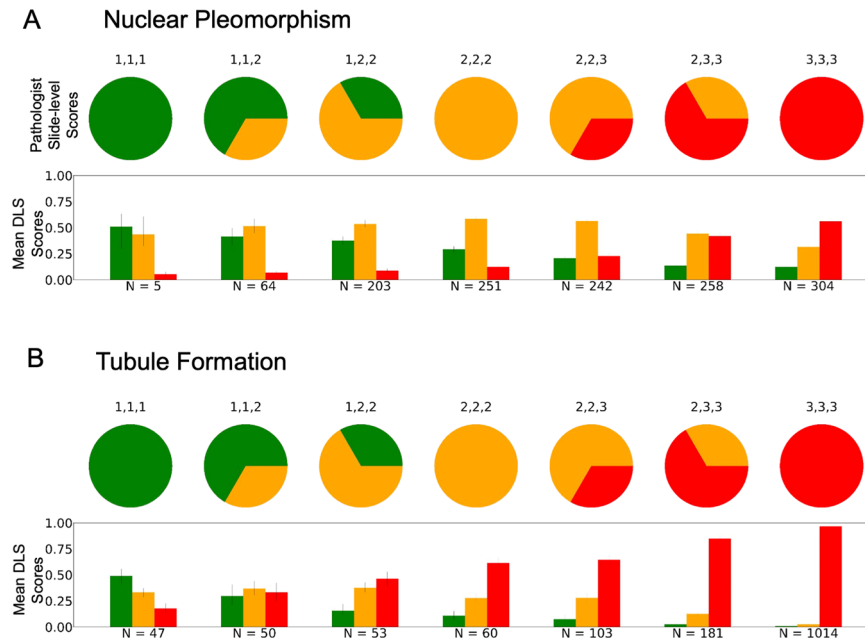 A Nuclear Pleomorphism
1,1,1 1,1,2 1,2,2 2,2,2 2,2,3 2,3,3 3,3,3
Pathologist
Slide-level
Scores
Mean DLS
Scores
1.00
0.75
0.50
0.25
0.00
N = 5 N = 64 N = 203 N = 251 N = 242 N = 258 N = 304
B Tubule Formation
1,1,1 1,1,2 1,2,2 2,2,2 2,2,3 2,3,3 3,3,3
Mean DLS
Scores
1.00
0.75
0.50
0.25
0.00
N = 47 N = 50 N = 53 N = 60 N = 103 N = 181 N = 1014